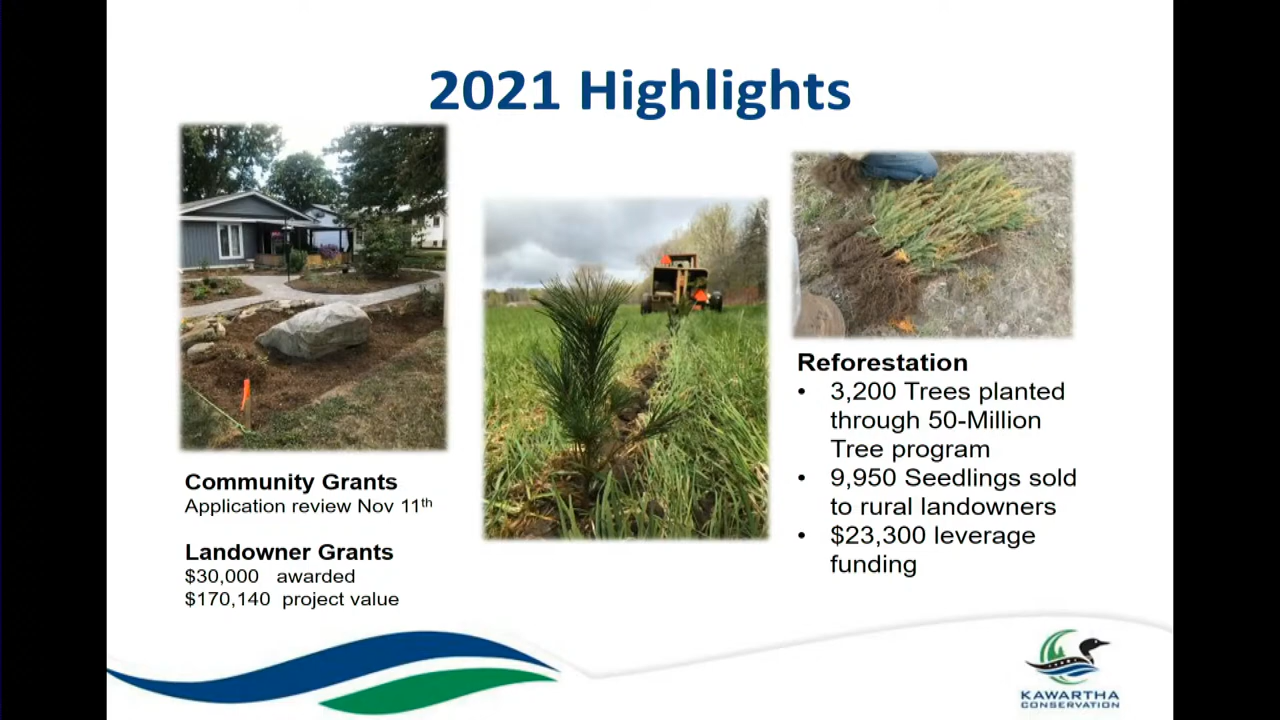 2021 Highlights
Community Grants
Application review Nov 11th
Landowner Grants
$30,000 awarded
$170,140 project value
Reforestation
• 3,200 Trees planted
through 50-Million
Tree program
• 9,950 Seedlings sold
to rural landowners
• $23,300 leverage
funding
KAWARTHA
CONSERVATION